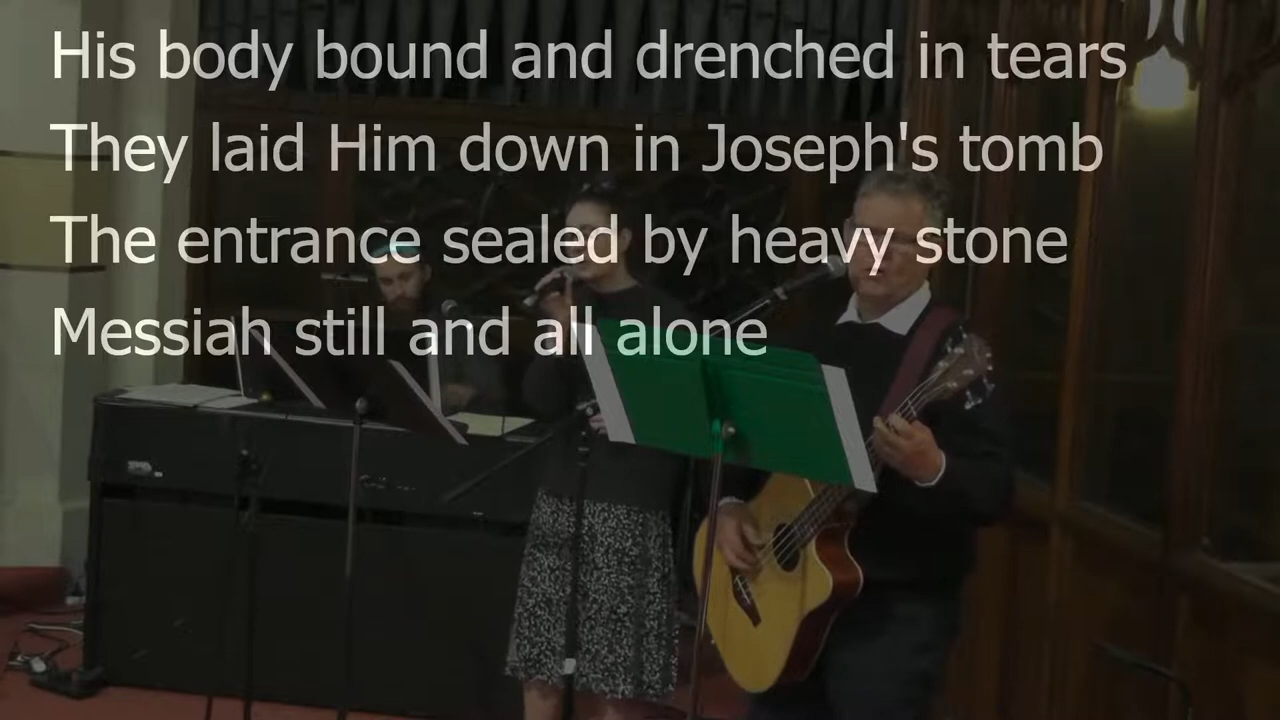 His body bound and drenched in tears
They laid Him down in Joseph's tomb
The entrance sealed by heavy stone
Messiah still and all alone